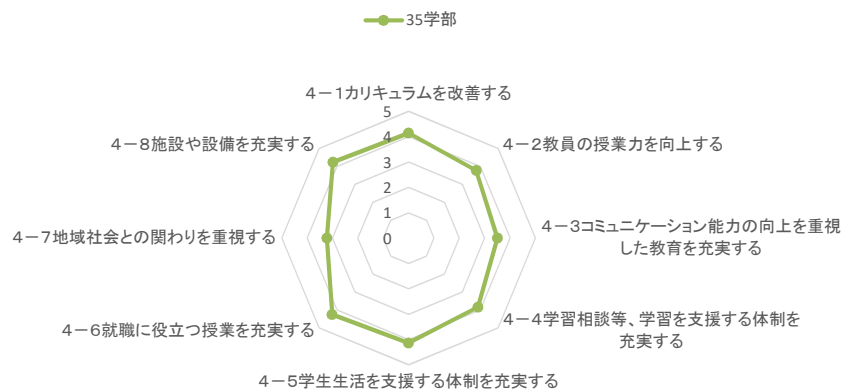 35学部
4－1カリキュラムを改善する
5
4
3
2
1
0
4－2教員の授業力を向上する
4－3コミュニケーション能力の向上を重視
した教育を充実する
4－4学習相談等、学習を支援する体制を
充実する
4－5学生生活を支援する体制を充実する
4－6就職に役立つ授業を充実する
4－7地域社会との関わりを重視する
4－8施設や設備を充実する